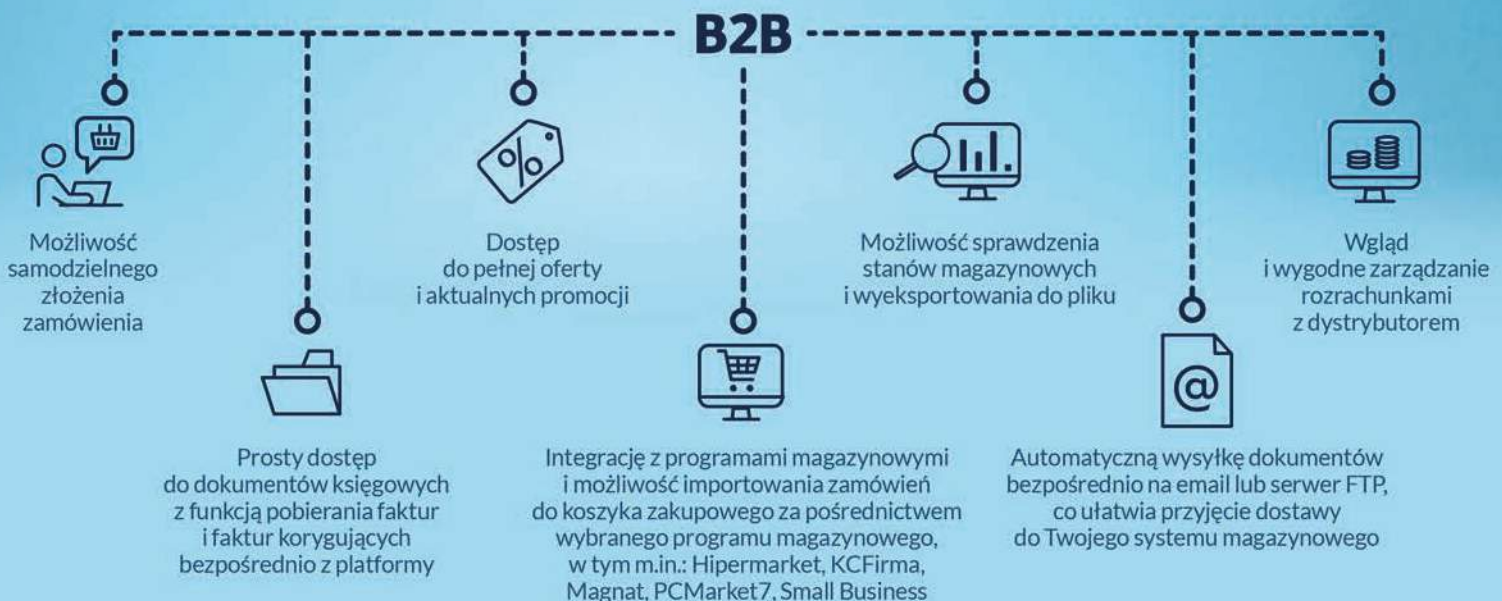 B2B
Możliwość
samodzielnego
złożenia
zamówienia
Prosty dostęp
do dokumentów księgowych
z funkcją pobierania faktur
i faktur korygujących
bezpośrednio z platformy
Dostęp
do pełnej oferty
i aktualnych promocji
Integrację z programami magazynowymi
i możliwość importowania zamówień
do koszyka zakupowego za pośrednictwem
wybranego programu magazynowego,
w tym m.in.: Hipermarket, KCFirma,
Magnat, PCMarket7, Small Business
Możliwość sprawdzenia
stanów magazynowych
i wyeksportowania do pliku
Automatyczną wysyłkę dokumentów
bezpośrednio na email lub serwer FTP,
co ułatwia przyjęcie dostawy
do Twojego systemu magazynowego
Wgląd
i wygodne zarządzanie
rozrachunkami
z dystrybutorem